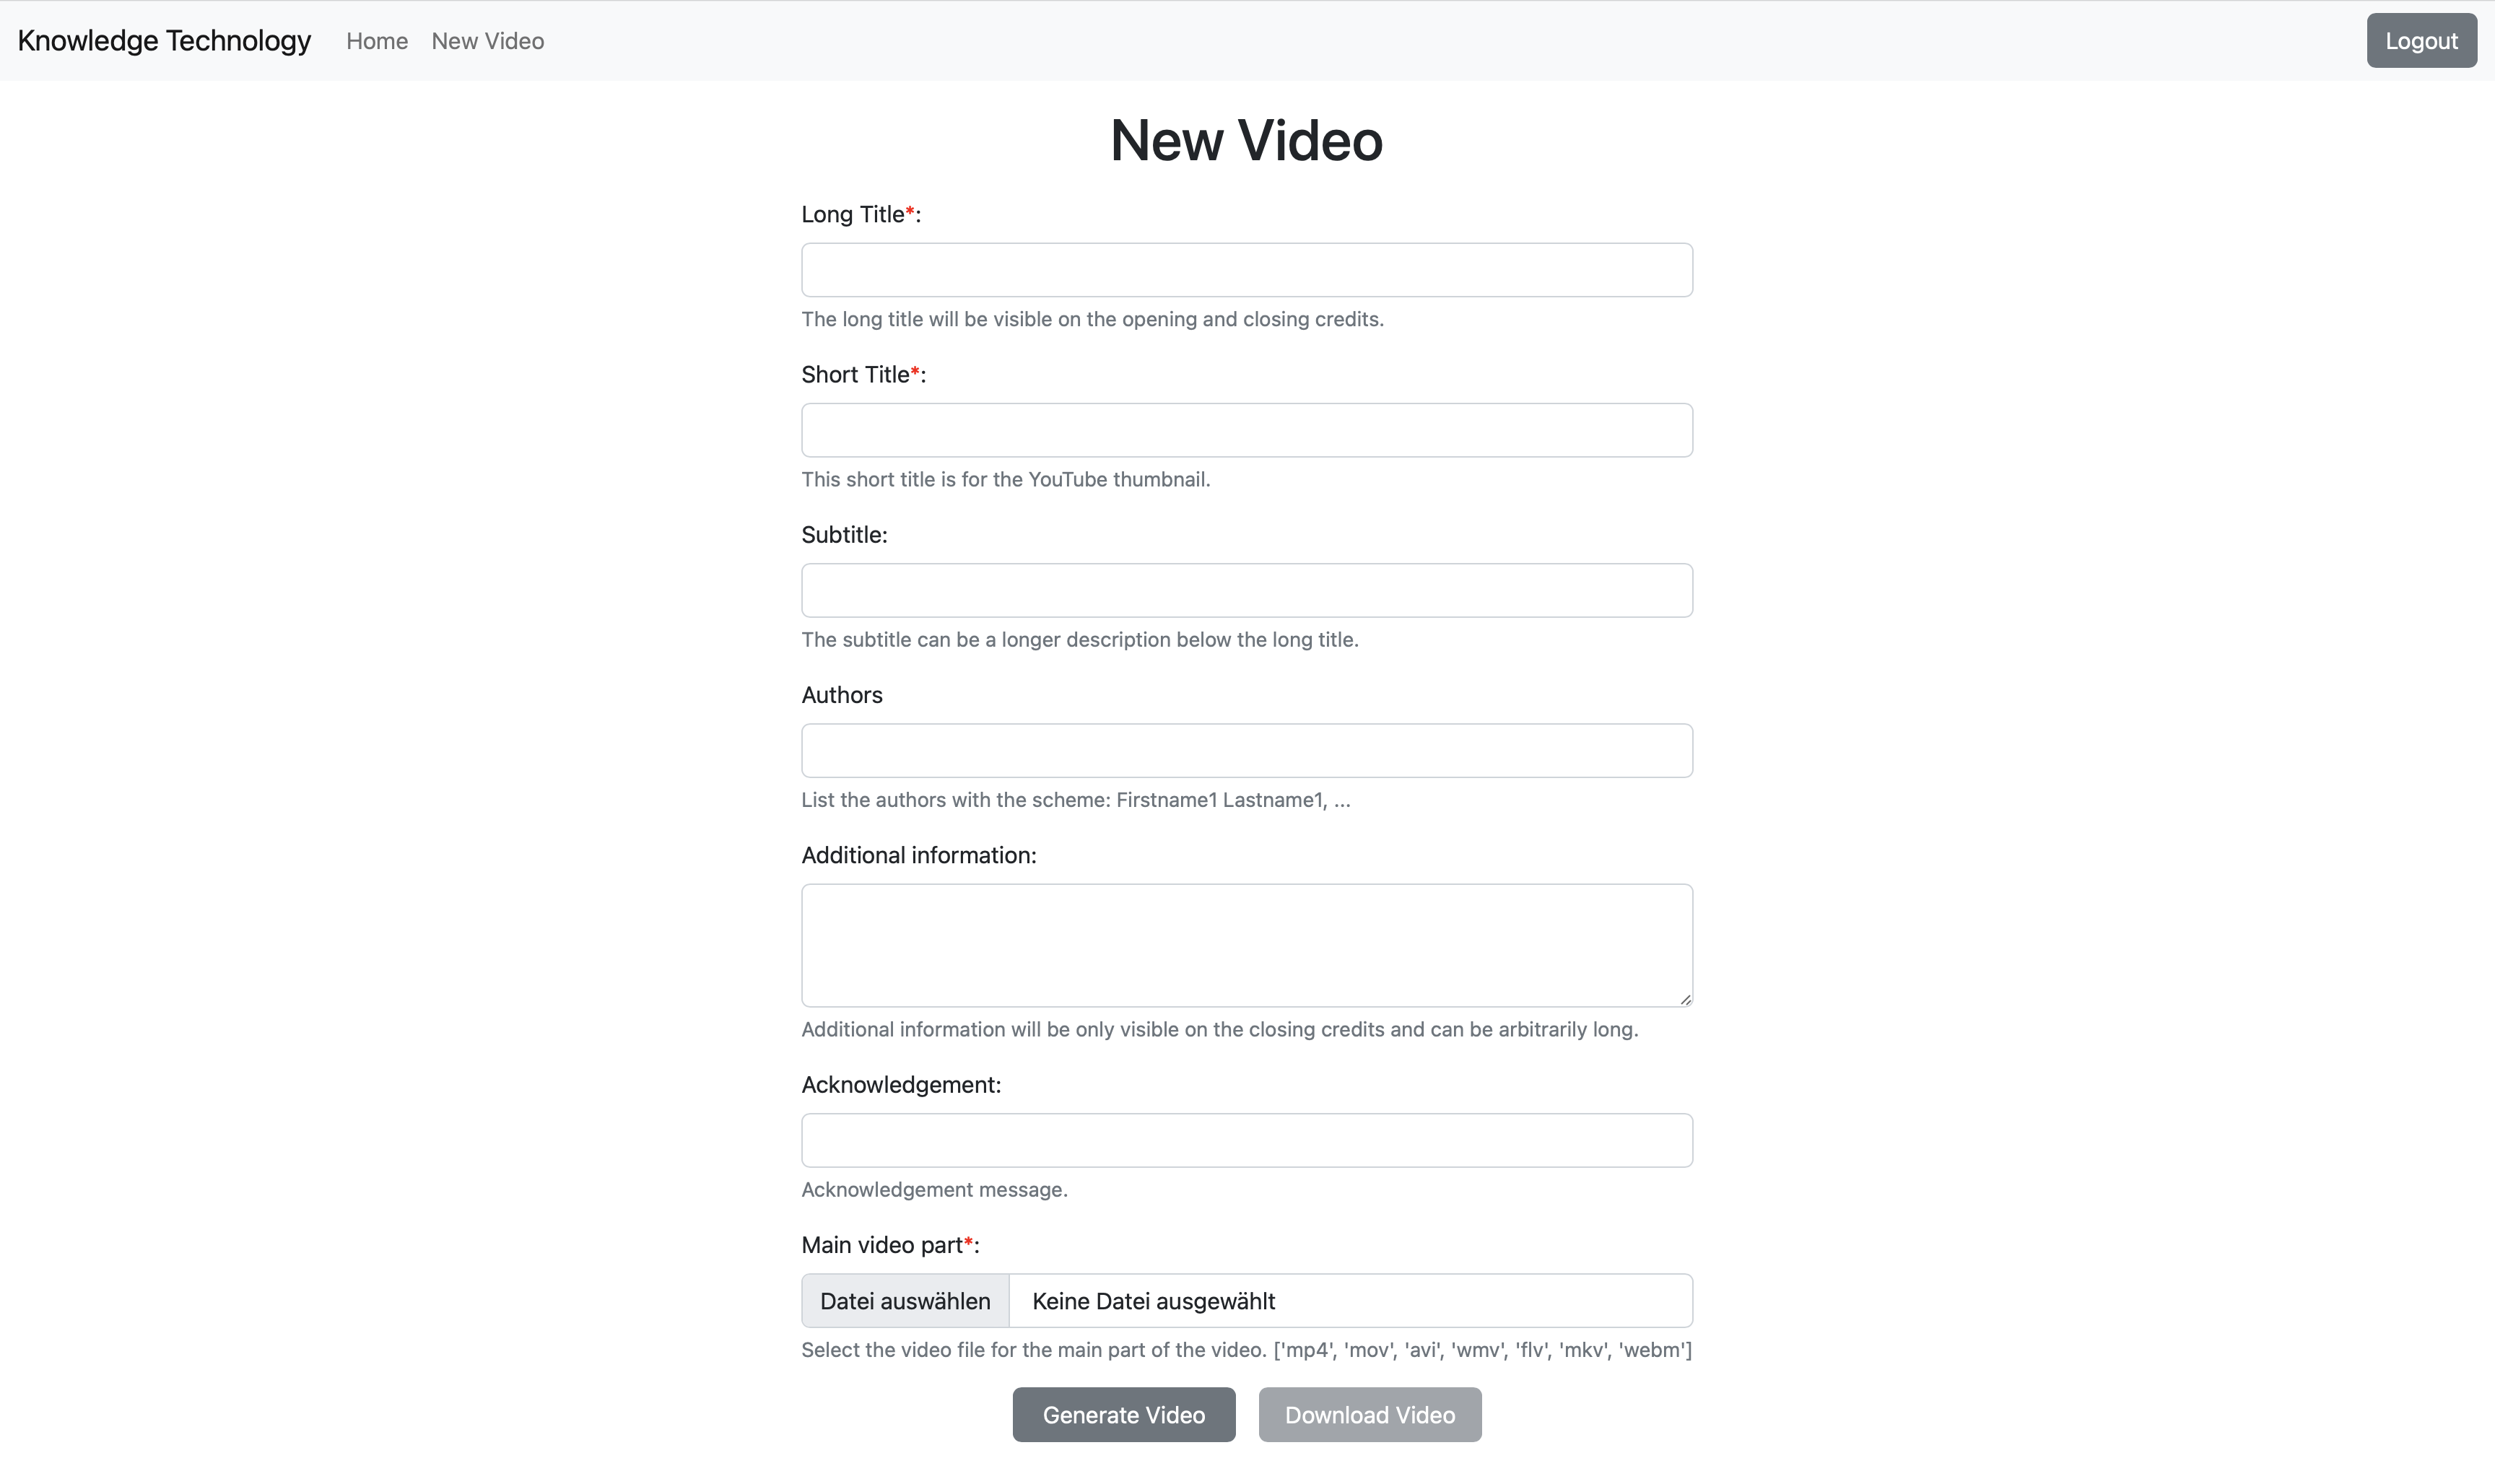 Knowledge Technology Home New Video Logout
New Video
Long Title*:
The long title will be visible on the opening and closing credits.
Short Title*:
This short title is for the YouTube thumbnail.
Subtitle:
The subtitle can be a longer description below the long title.
Authors
List the authors with the scheme: Firstname1 Lastname1, ...
Additional information:
Additional information will be only visible on the closing credits and can be arbitrarily long.
Acknowledgement:
Acknowledgement message.
Main video part*:
Datei auswählen Keine Datei ausgewählt
Select the video file for the main part of the video. ['mp4', 'mov', 'avi', 'wmv', 'flv', 'mkv', 'webm']
Generate Video Download Video